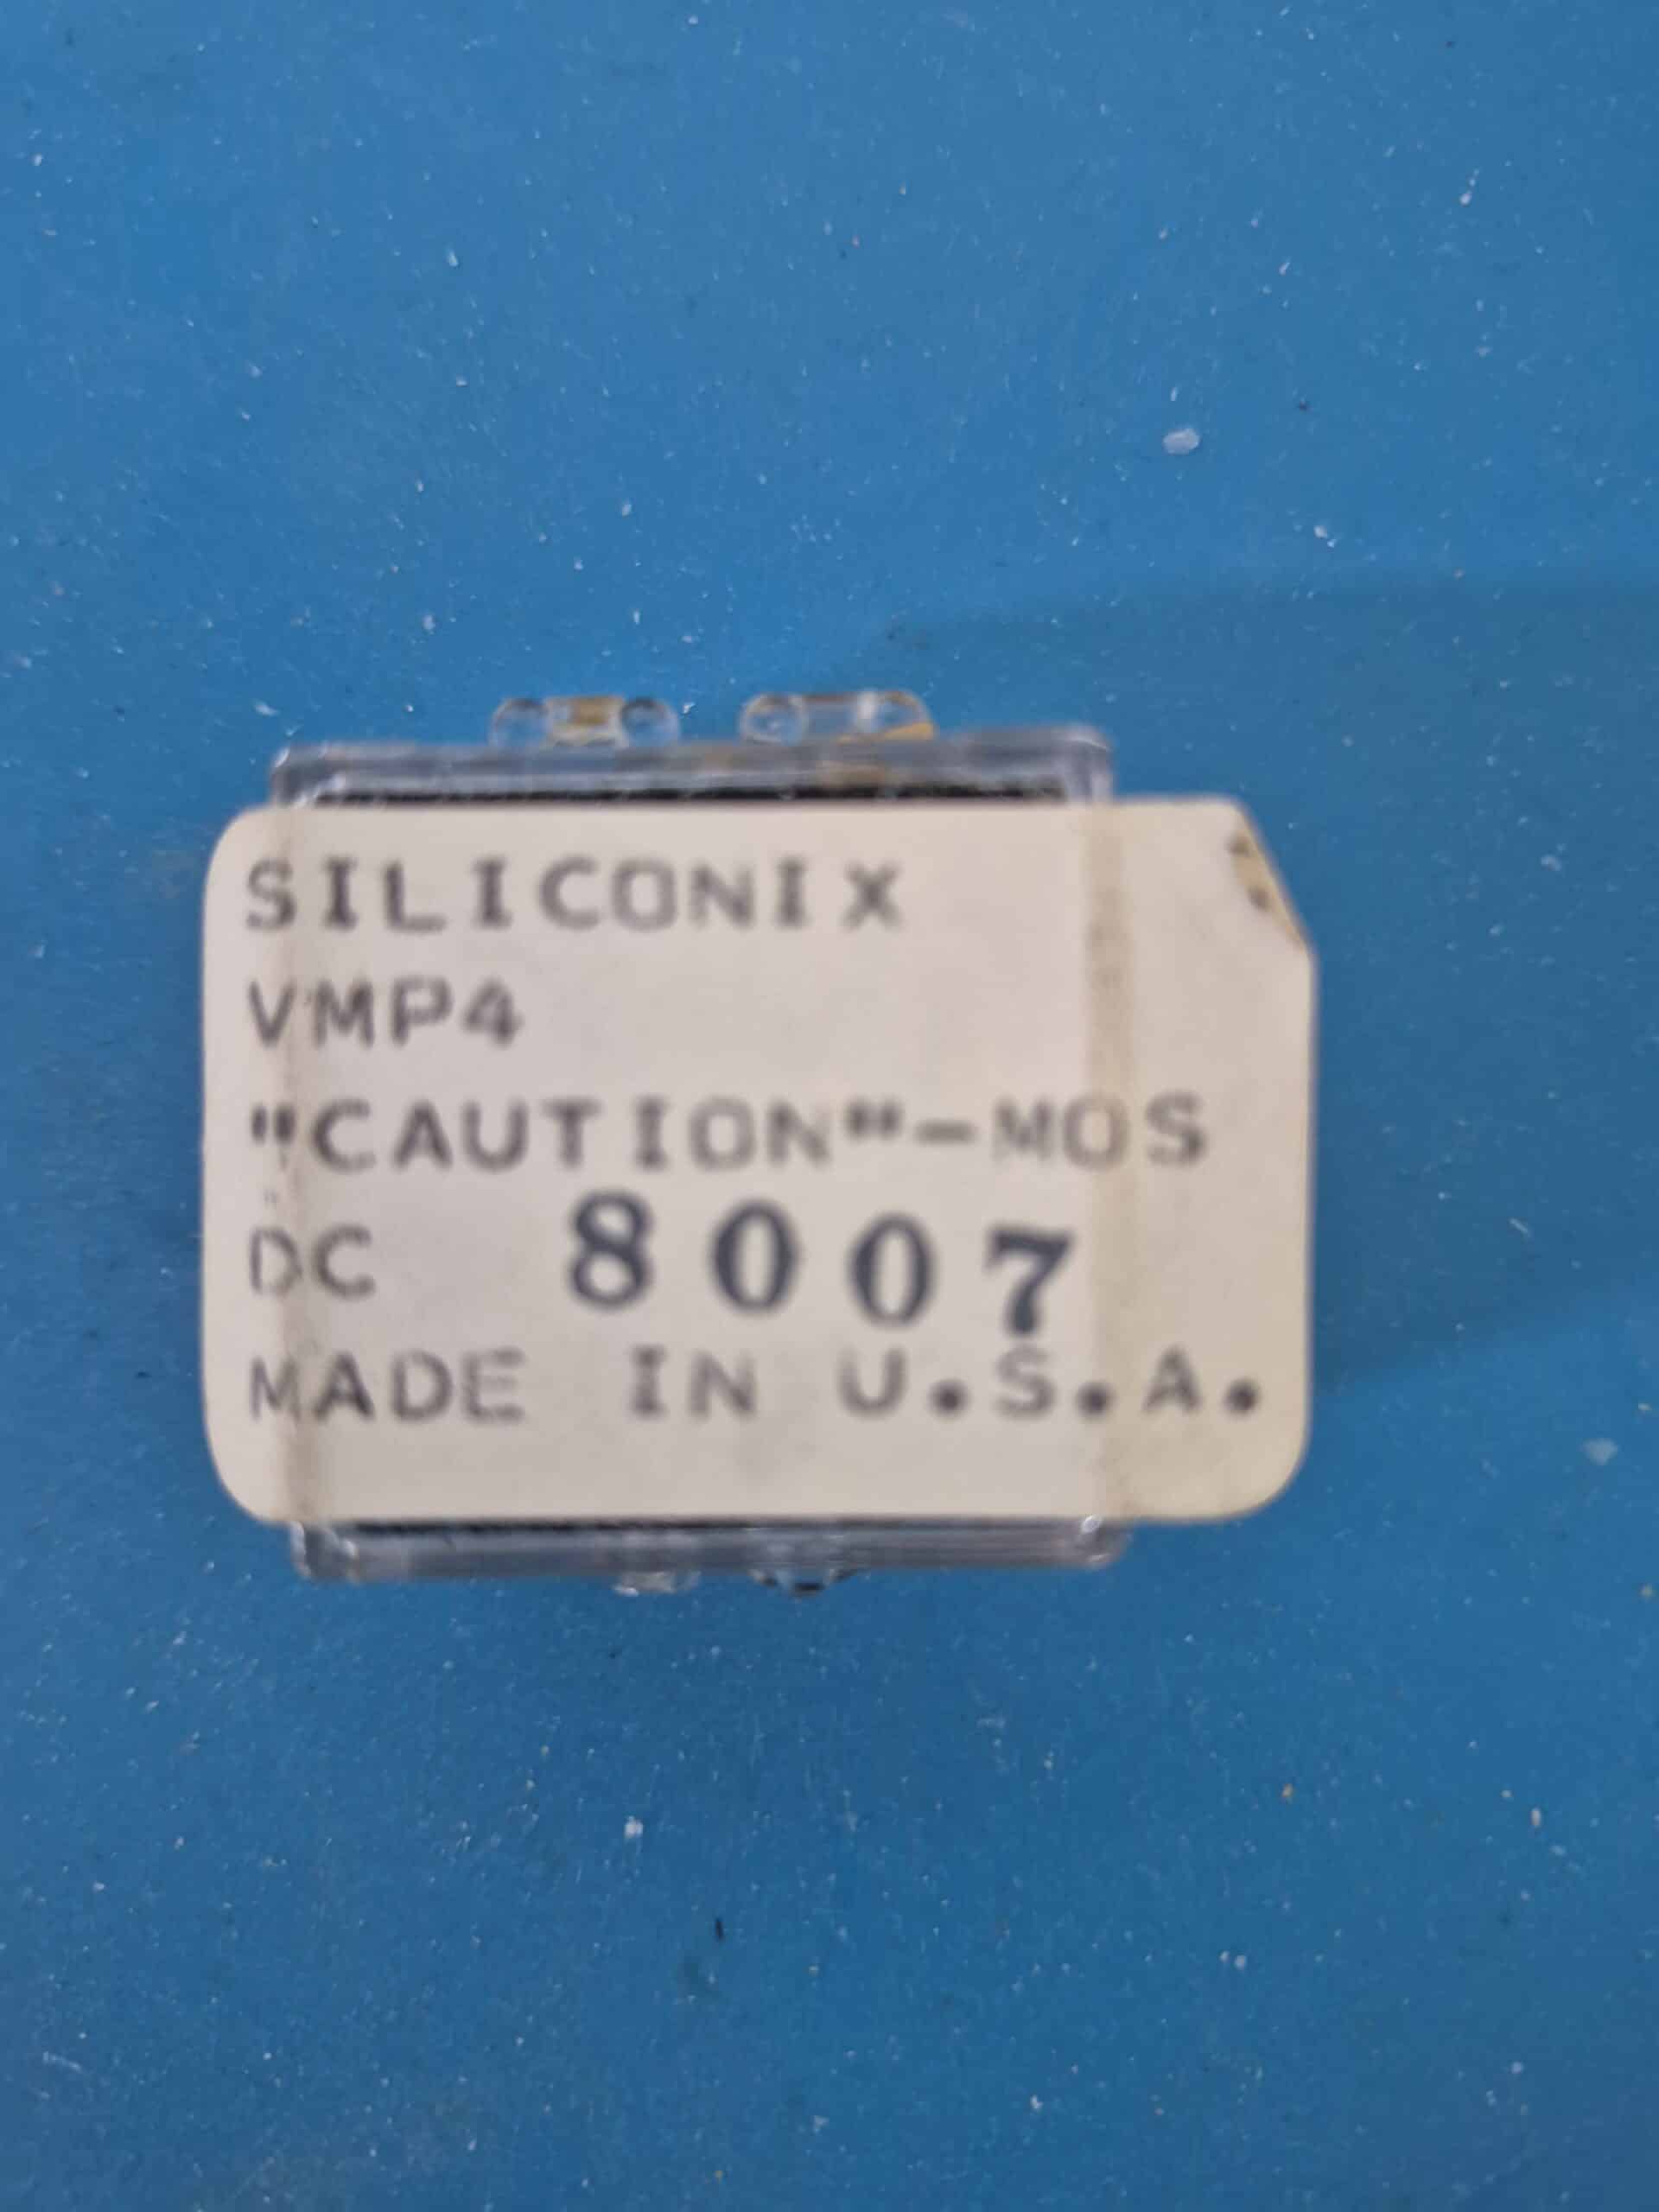 SILICONIX
VMP4
"CAUTION"-MOS
DC 8007
MADE IN U.S.A.